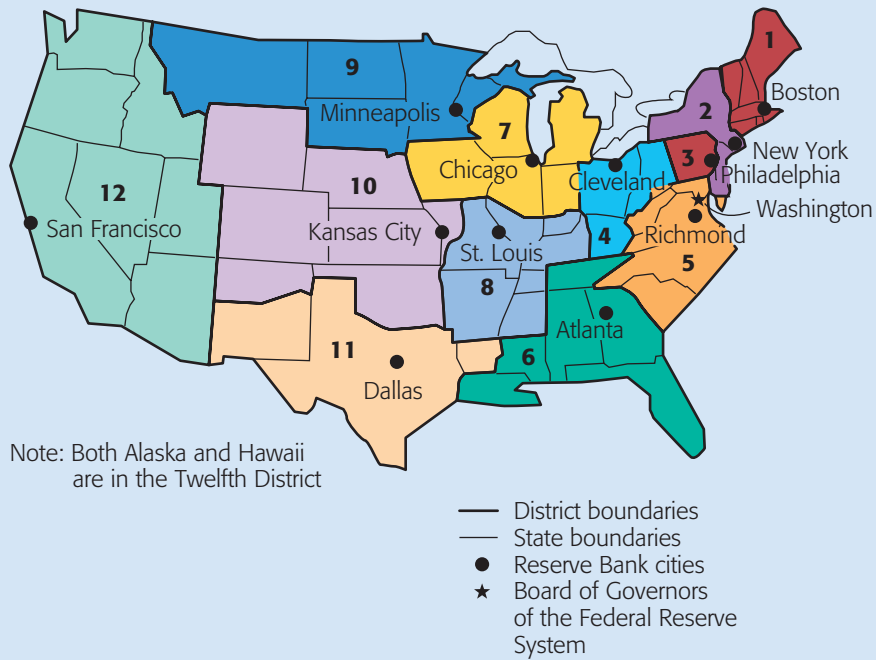 1
9
2
Boston
Minneapolis
7
New York
3
Chicago
Cleveland
Philadelphia
10
12
Washington
San Francisco
Kansas City
St. Louis
4
Richmond
5
8
Atlanta
11
6
Dallas
Note: Both Alaska and Hawaii
are in the Twelfth District
District boundaries
State boundaries
Reserve Bank cities
Board of Governors
of the Federal Reserve
System